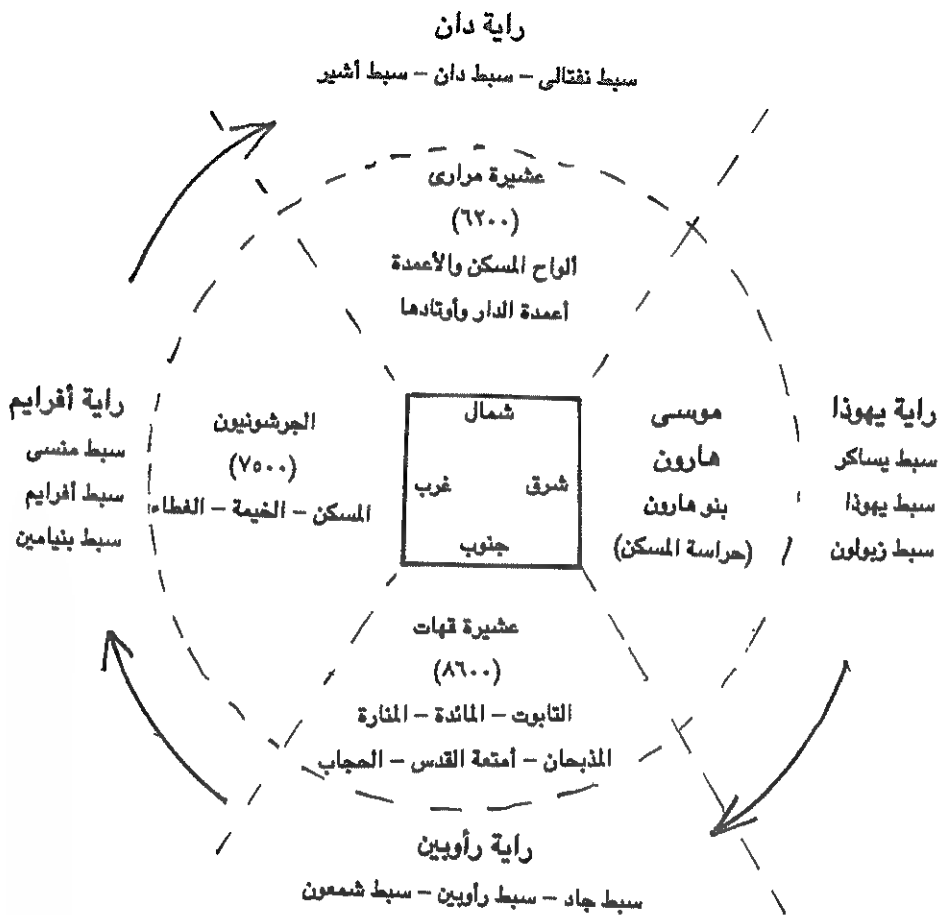 راية دان
سبط نفتالى – سبط دان – سبط أشير
عشيرة مرارى
(٦٢٠٠)
ألواح المسكن والأعمدة
أعمدة الدار وأوتادها
راية يهوذا
سبط يساكر
سبط يهوذا
سبط زبولون
موسى
هارون
بنو هارون
(حراسة المسكن)
شمال
شرق
غرب
جنوب
الجرشونيون
(٧٥٠٠)
المسكن – الخيمة – الغطاء
راية أفرايم
سبط منسى
سبط أفرايم
سبط بنيامين
عشيرة قهات
(٨٦٠٠)
التابوت – المائدة – المنارة
المذبحان – أمتعة القدس – الحجاب
راية رأوبين
سبط جاد – سبط رأوبين – سبط شمعون